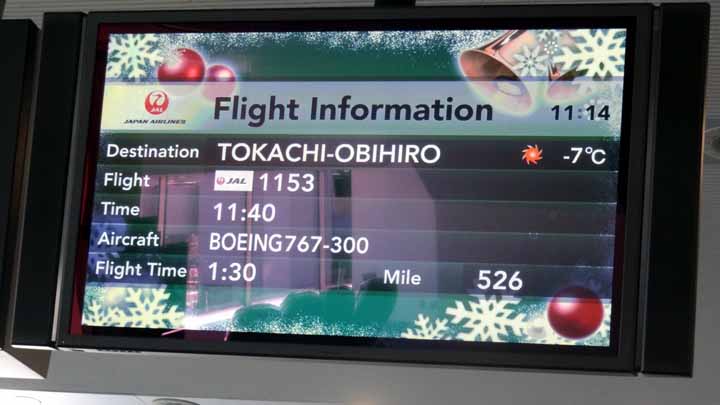 JAL
JAPAN AIRLINES
Flight Information 11:14
Destination TOKACHI-OBIHIRO -7°C
Flight JAL 1153
Time 11:40
Aircraft BOEING767-300
Flight Time 1:30 Mile 526